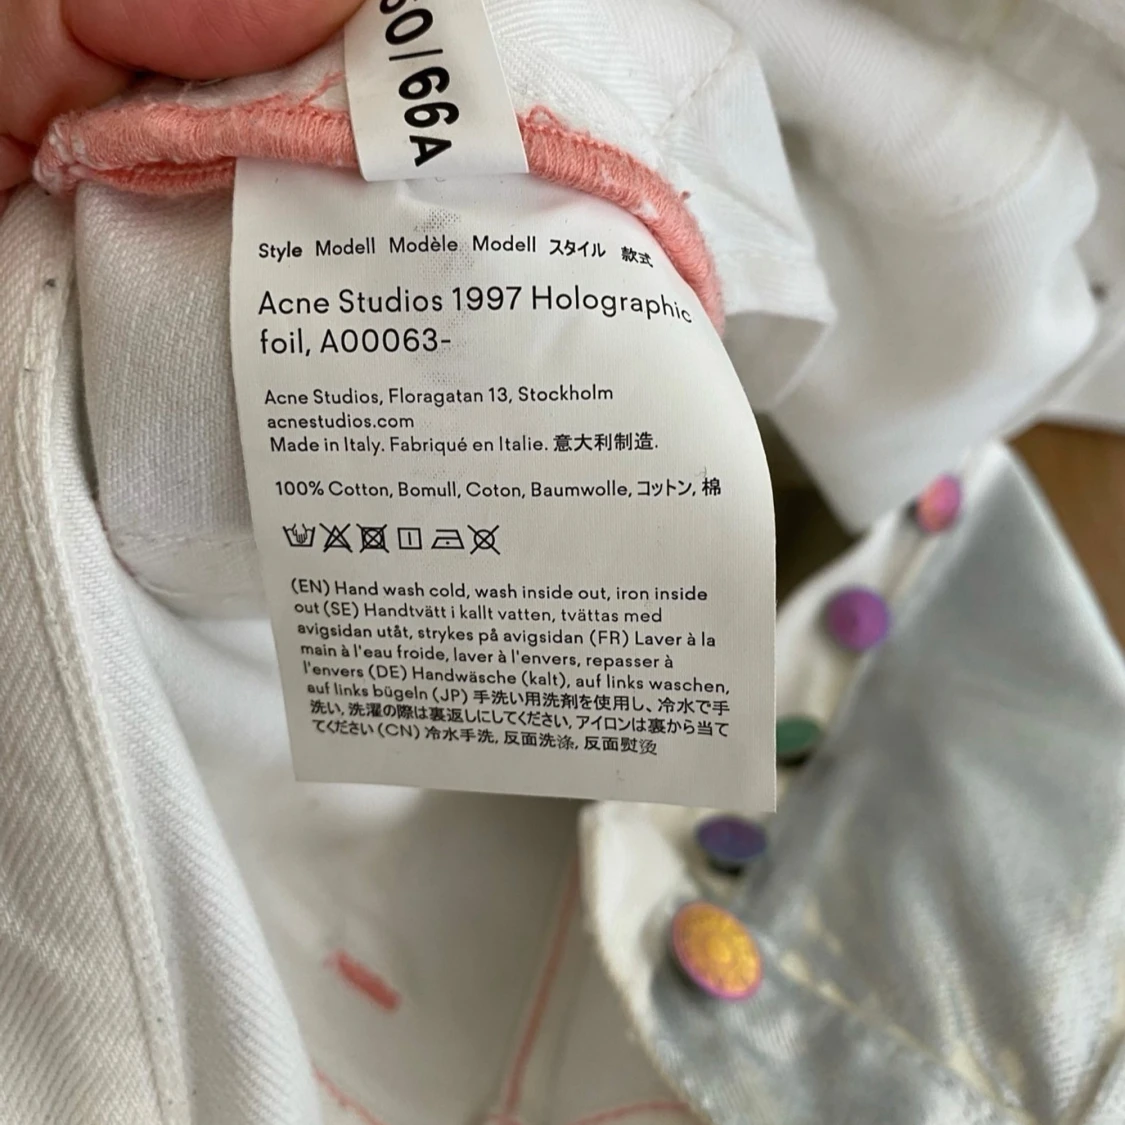 60/66A
Style Modell Modèle Modell スタイル 款式
Acne Studios 1997 Holographic
foil, A00063-
Acne Studios, Floragatan 13, Stockholm
acnestudios.com
Made in Italy. Fabriqué en Italie. 意大利制造.
100% Cotton, Bomull, Coton, Baumwolle, コットン, 棉
(EN) Hand wash cold, wash inside out, iron inside
out (SE) Handtvätt i kallt vatten, tvättas med
avigsidan utåt, strykes på avigsidan (FR) Laver à la
main à l'eau froide, laver à l'envers, repasser à
l'envers (DE) Handwäsche (kalt), auf links waschen,
auf links bügeln (JP) 手洗い用洗剤を使用し、冷水で手
洗い, 洗濯の際は裏返しにしてください, アイロンは裏から当て
てください (CN) 冷水手洗, 反面洗涤, 反面熨烫